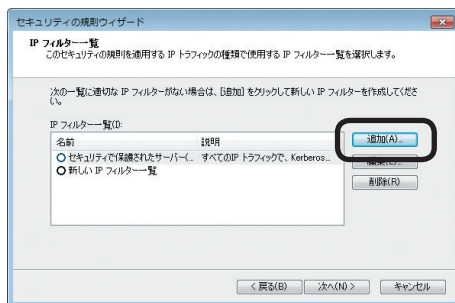 セキュリティの規則ウィザード
IP フィルター一覧
このセキュリティの規則を適用する IP トラフィックの種類で使用する IP フィルター一覧を選択します。
次の一覧に適切な IP フィルターがない場合は、[追加] をクリックして新しい IP フィルターを作成してくださ
い。
IP フィルター一覧(I):
名前 説明
セキュリティで保護されたサーバー(... すべてのIP トラフィックで、Kerberos...
新しい IP フィルター一覧
追加(A)...
編集(E)...
削除(R)
< 戻る(B) 次へ(N) > キャンセル